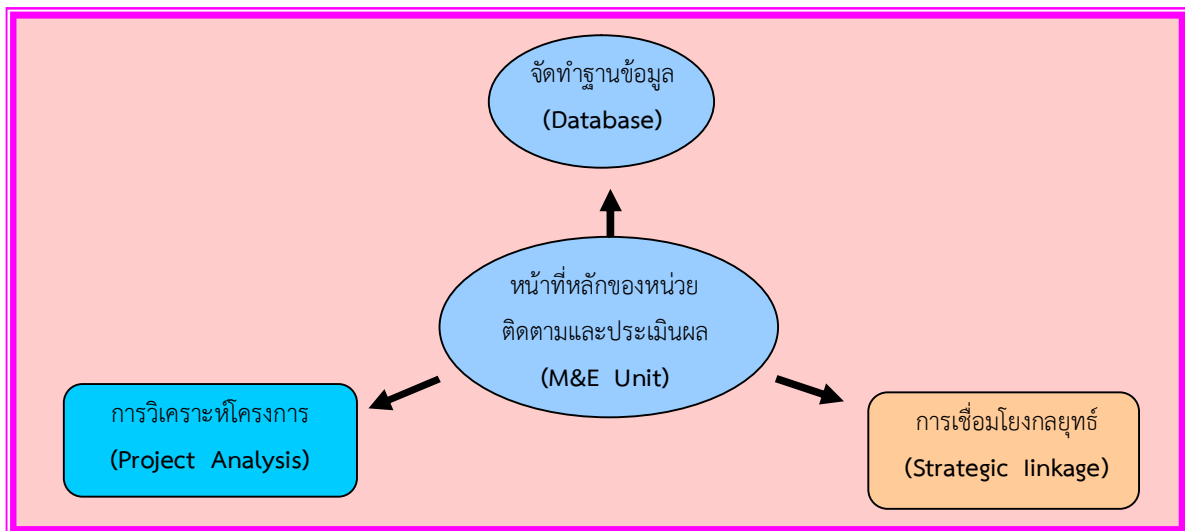 จัดทำฐานข้อมูล
(Database)
หน้าที่หลักของหน่วย
ติดตามและประเมินผล
(M&E Unit)
การวิเคราะห์โครงการ
(Project Analysis)
การเชื่อมโยงกลยุทธ์
(Strategic linkage)